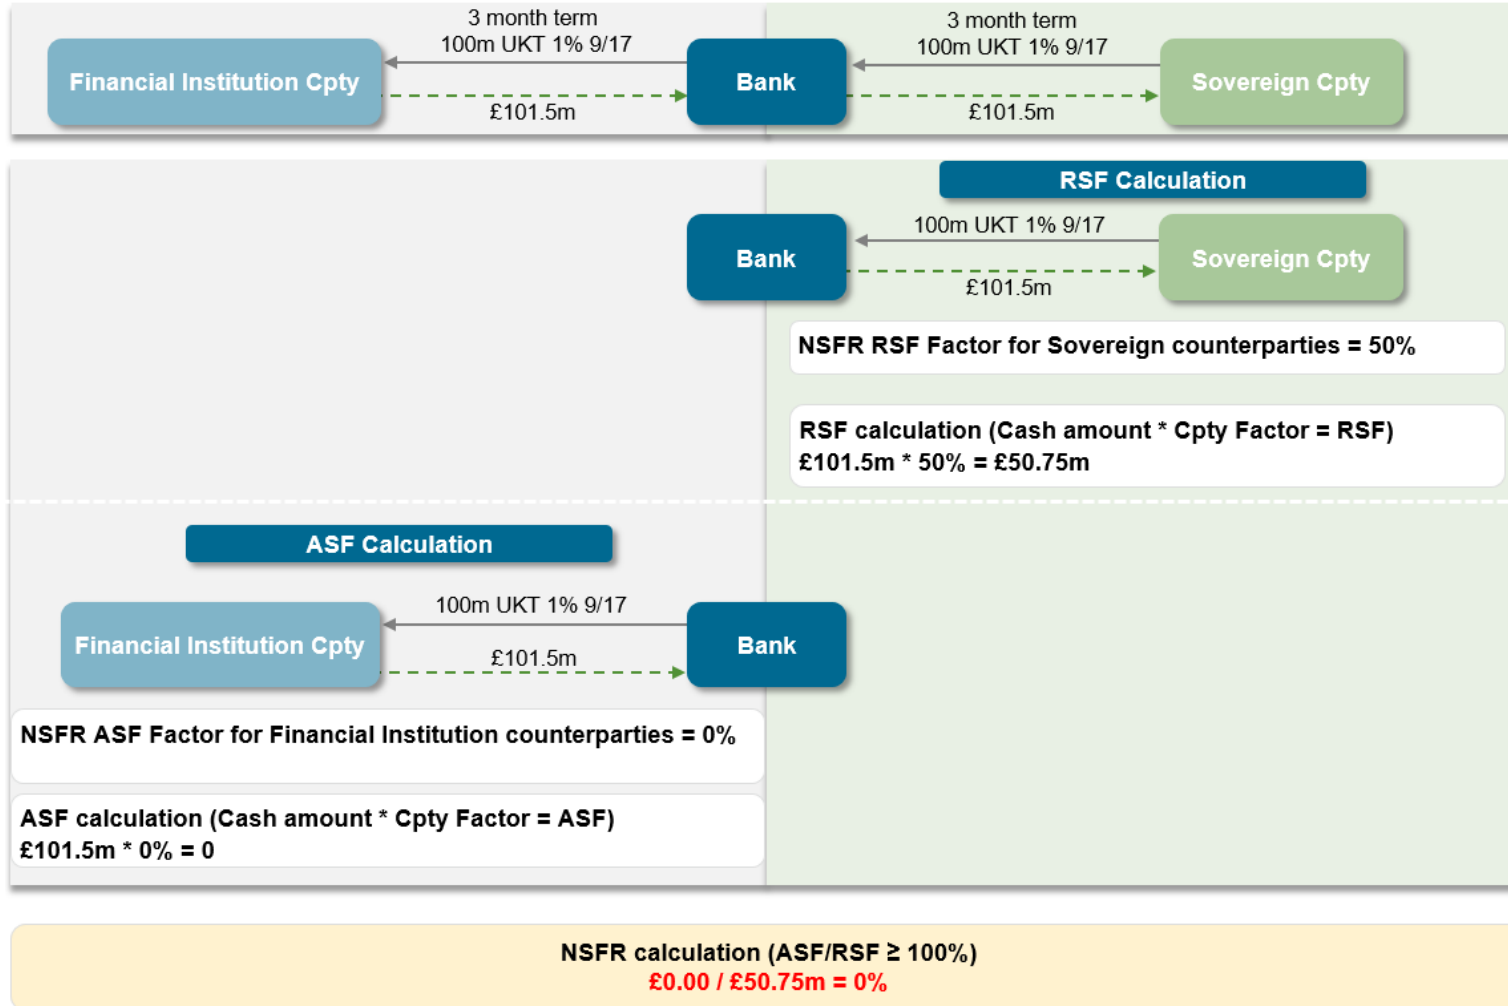 3 month term
100m UKT 1% 9/17
Financial Institution Cpty
Bank
£101.5m
3 month term
100m UKT 1% 9/17
Sovereign Cpty
£101.5m
RSF Calculation
Bank
100m UKT 1% 9/17
Sovereign Cpty
£101.5m
NSFR RSF Factor for Sovereign counterparties = 50%
RSF calculation (Cash amount * Cpty Factor = RSF)
£101.5m * 50% = £50.75m
ASF Calculation
Financial Institution Cpty
100m UKT 1% 9/17
£101.5m
Bank
NSFR ASF Factor for Financial Institution counterparties = 0%
ASF calculation (Cash amount * Cpty Factor = ASF)
£101.5m * 0% = 0
NSFR calculation (ASF/RSF ≥ 100%)
£0.00 / £50.75m = 0%